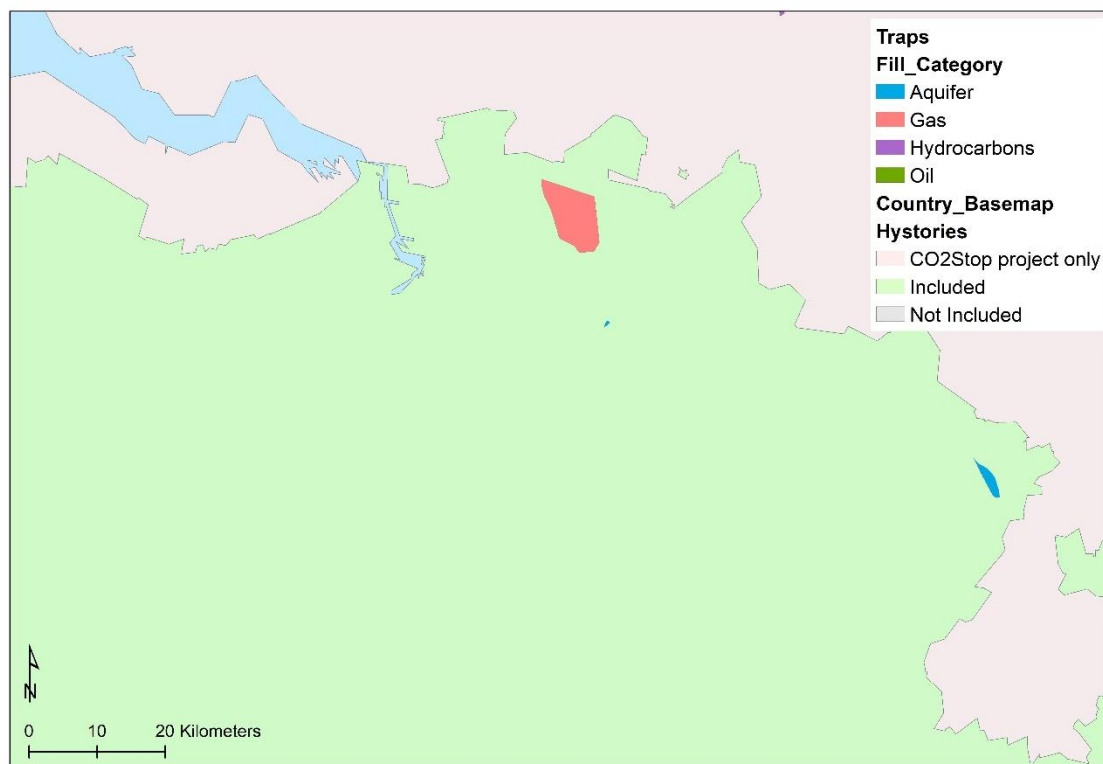 Traps
Fill_Category
Aquifer
Gas
Hydrocarbons
Oil
Country_Basemap
Hystories
CO2Stop project only
Included
Not Included
N
0 10 20 Kilometers